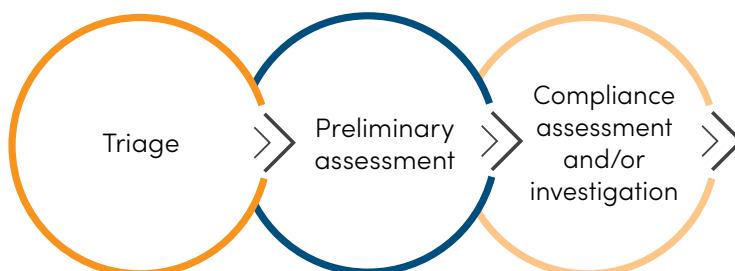 Triage
Preliminary
assessment
Compliance
assessment
and/or
investigation